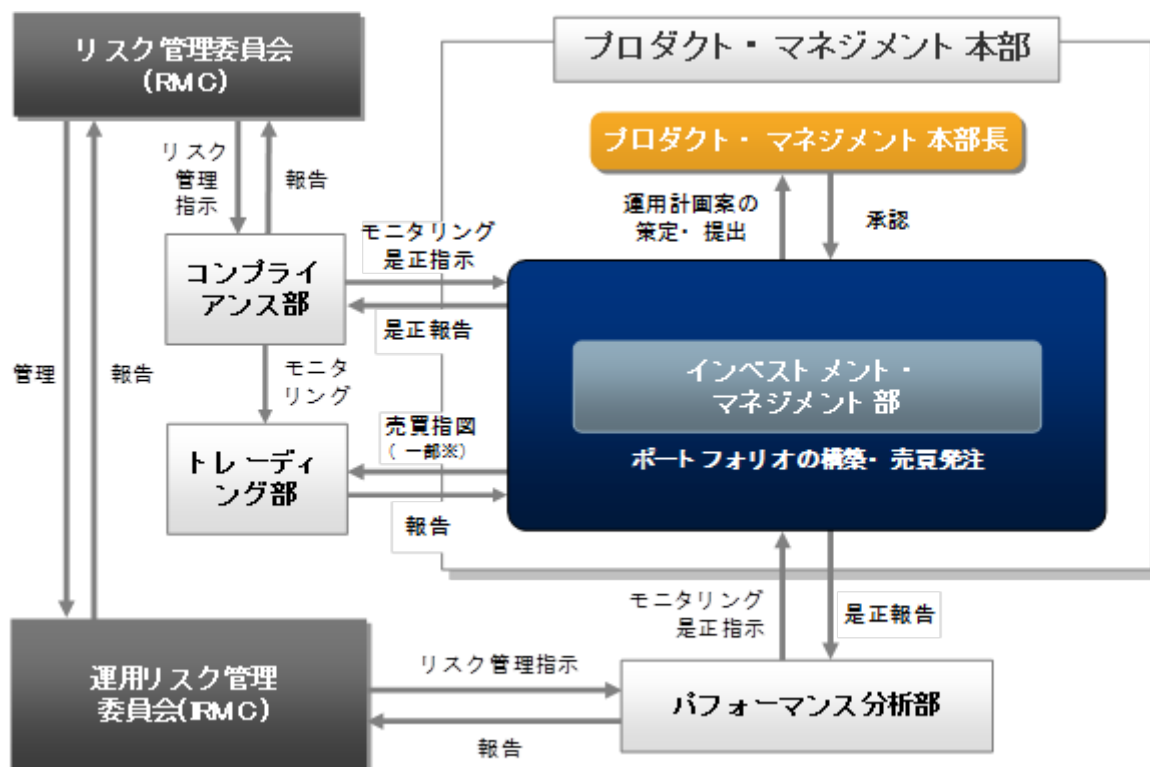 リスク管理委員会
(RMC)
プロダクト・マネジメント本部
プロダクト・マネジメント本部長
リスク
管理
指示
報告
運用計画案の
策定・提出
承認
モニタリング
是正指示
コンプライ
アンス部
是正報告
インベストメント・
マネジメント部
ポートフォリオの構築・売買発注
管理
報告
モニタ
リング
売買指図
(一部※)
トレーディ
ング部
報告
モニタリング
是正指示
是正報告
運用リスク管理
委員会(IRMC)
リスク管理指示
報告
パフォーマンス分析部